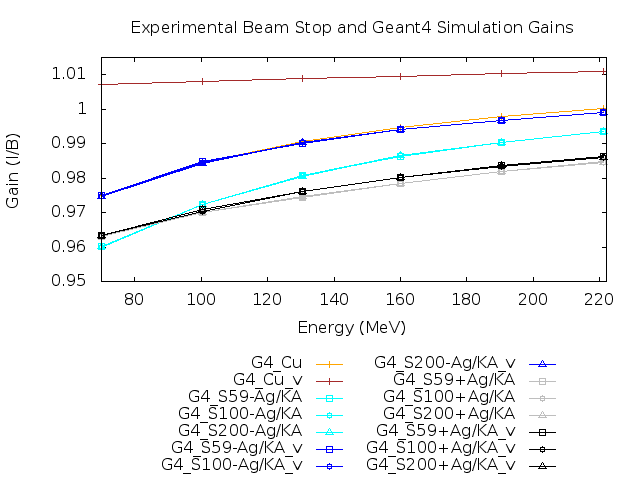 Experimental Beam Stop and Geant4 Simulation Gains
1.01
1
0.99
0.98
0.97
0.96
0.95
Gain (I/B)
80 100 120 140 160 180 200 220
Energy (MeV)
G4_Cu G4_S200-Ag/KA_v
G4_Cu_v G4_S59+Ag/KA
G4_S59-Ag/KA G4_S100+Ag/KA
G4_S100-Ag/KA G4_S200+Ag/KA
G4_S200-Ag/KA G4_S59+Ag/KA_v
G4_S59-Ag/KA_v G4_S100+Ag/KA_v
G4_S100-Ag/KA_v G4_S200+Ag/KA_v